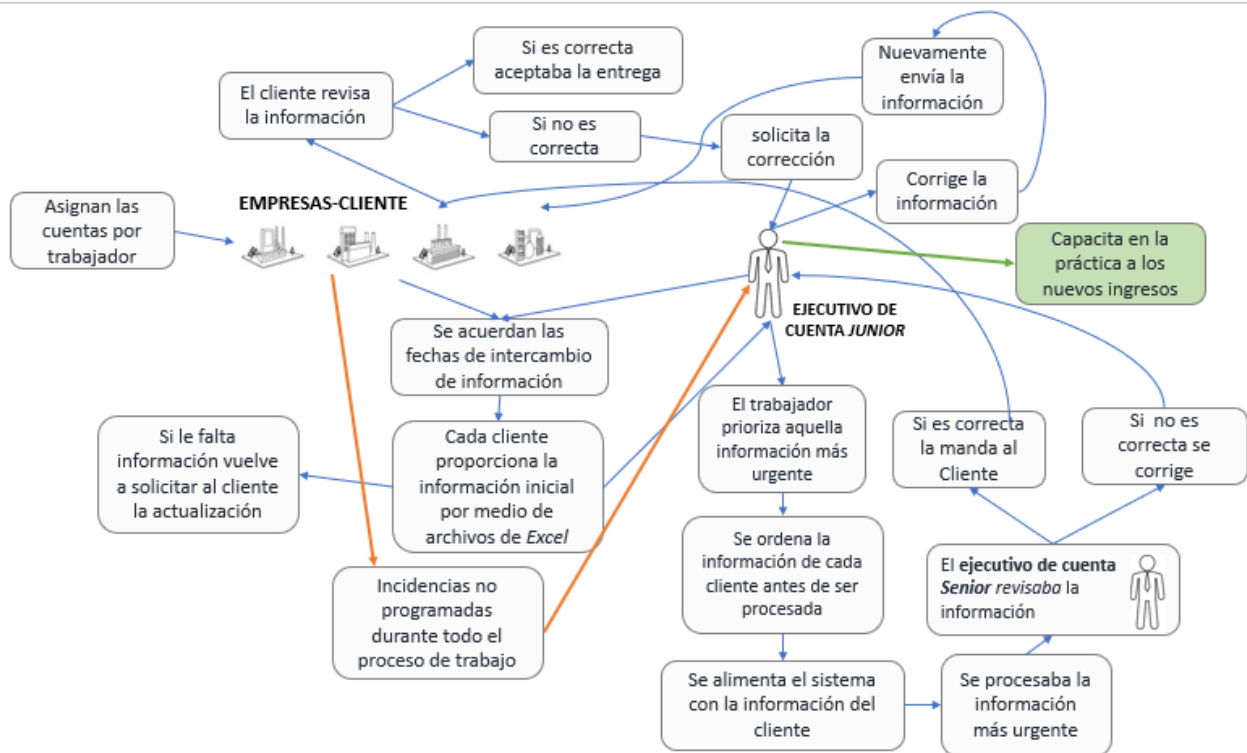 Si es correcta
aceptaba la entrega
Nuevamente
envía la
información
El cliente revisa
la información
Si no es
correcta
solicita la
corrección
Corrige la
información
Asignan las
cuentas por
trabajador
EMPRESAS-CLIENTE
Capacita en la
práctica a los
nuevos ingresos
EJECUTIVO DE
CUENTA JUNIOR
Se acuerdan las
fechas de intercambio
de información
El trabajador
prioriza aquella
información más
urgente
Si es correcta
la manda al
Cliente
Si no es
correcta se
corrige
Si le falta
información vuelve
a solicitar al cliente
la actualización
Cada cliente
proporciona la
información inicial
por medio de
archivos de Excel
Se ordena la
información de cada
cliente antes de ser
procesada
El ejecutivo de cuenta
Senior revisaba la
información
Incidencias no
programadas
durante todo el
proceso de trabajo
Se alimenta el sistema
con la información del
cliente
Se procesaba la
información
más urgente